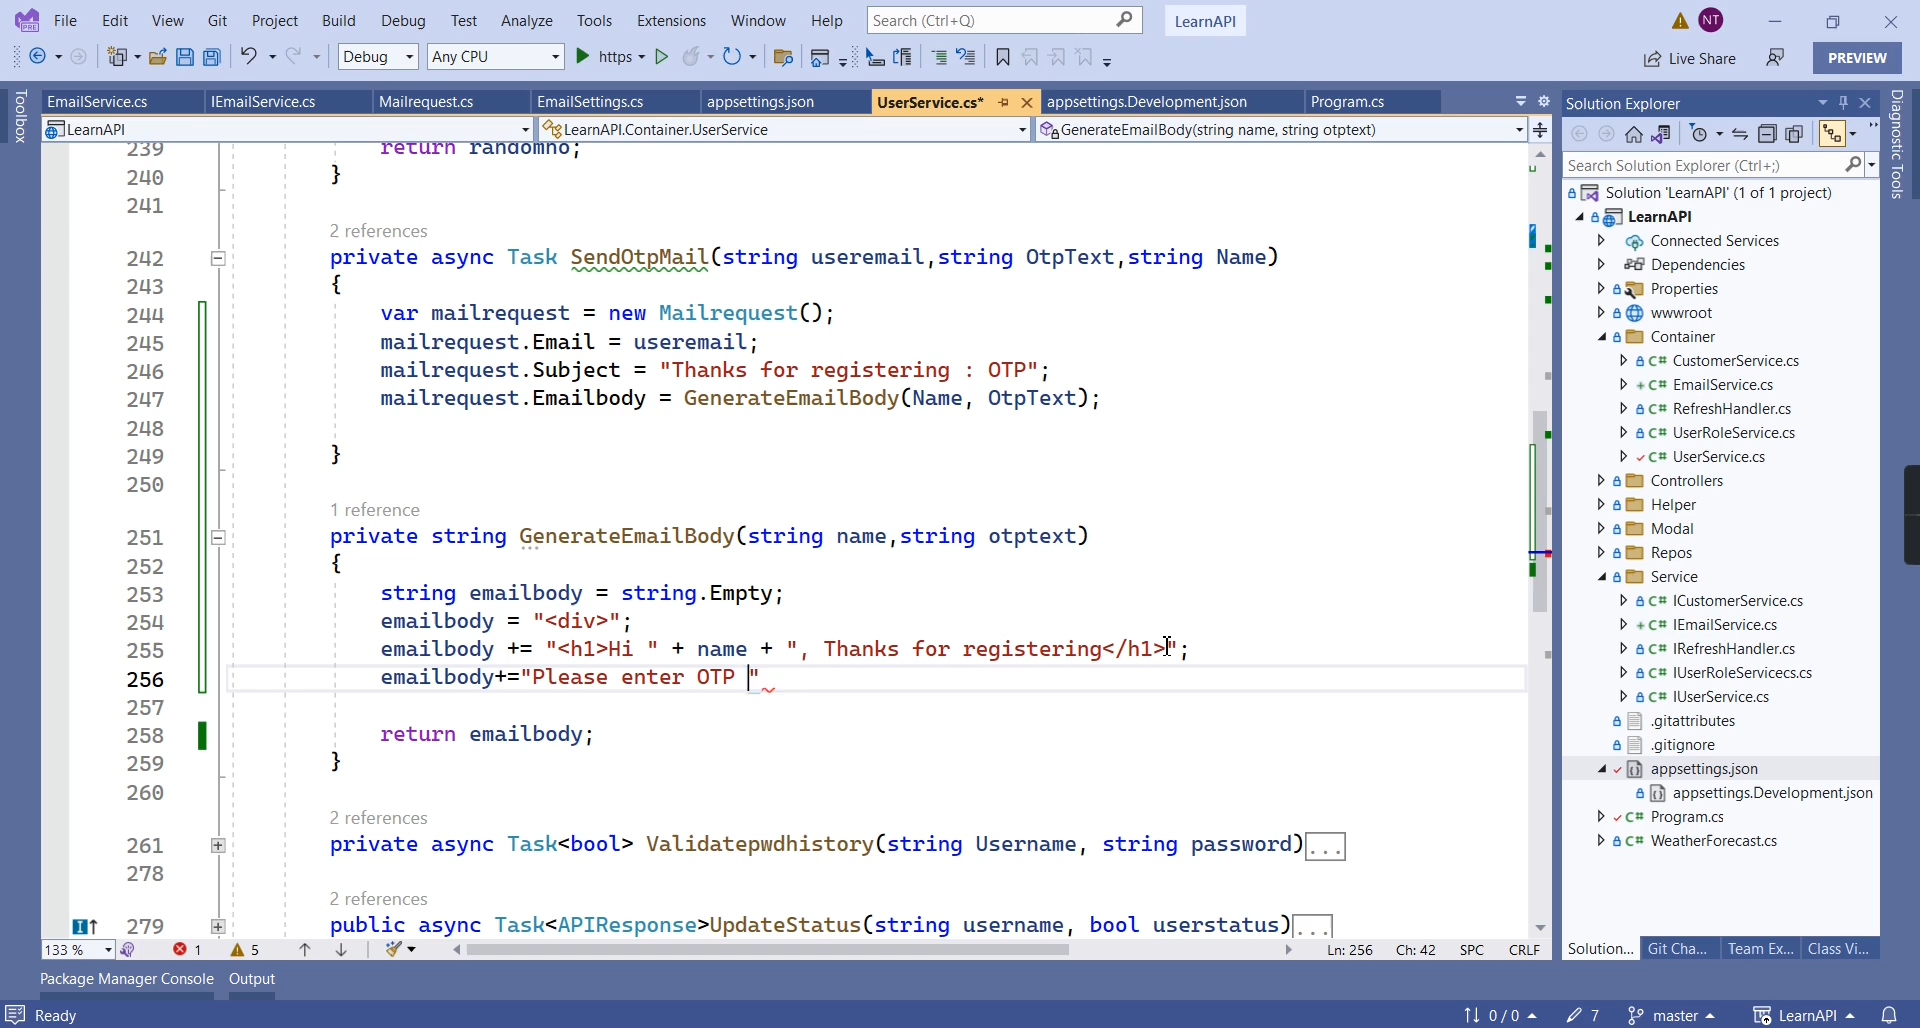 File Edit View Git Project Build Debug Test Analyze Tools Extensions Window Help Search (Ctrl+Q) LearnAPI NT
Debug Any CPU https Live Share PREVIEW
Toolbox
EmailService.cs IEmailService.cs Mailrequest.cs EmailSettings.cs appsettings.json UserService.cs* appsettings.Development.json Program.cs
LearnAPI LearnAPI.Container.UserService GenerateEmailBody(string name, string otptext)
239 return randomno;
240 }
241
2 references
242 private async Task SendOtpMail(string useremail,string OtpText,string Name)
243 {
244 var mailrequest = new Mailrequest();
245 mailrequest.Email = useremail;
246 mailrequest.Subject = "Thanks for registering : OTP";
247 mailrequest.Emailbody = GenerateEmailBody(Name, OtpText);
248
249 }
250
1 reference
251 private string GenerateEmailBody(string name,string otptext)
252 {
253 string emailbody = string.Empty;
254 emailbody = "<div>";
255 emailbody += "<h1>Hi " + name + ", Thanks for registering</h1>";
256 emailbody+="Please enter OTP "
257
258 return emailbody;
259 }
260
2 references
261 private async Task<bool> Validatepwdhistory(string Username, string password)...
278
2 references
279 public async Task<APIResponse>UpdateStatus(string username, bool userstatus)...
133 % 1 5 Ln: 256 Ch: 42 SPC CRLF
Solution Explorer
Search Solution Explorer (Ctrl+;)
Solution 'LearnAPI' (1 of 1 project)
LearnAPI
Connected Services
Dependencies
Properties
wwwroot
Container
C# CustomerService.cs
C# EmailService.cs
C# RefreshHandler.cs
C# UserRoleService.cs
C# UserService.cs
Controllers
Helper
Modal
Repos
Service
C# ICustomerService.cs
C# IEmailService.cs
C# IRefreshHandler.cs
C# IUserRoleServicecs.cs
C# IUserService.cs
.gitattributes
.gitignore
appsettings.json
appsettings.Development.json
C# Program.cs
C# WeatherForecast.cs
Solution... Git Cha... Team Ex... Class Vi...
Diagnostic Tools
Package Manager Console Output
Ready 0 / 0 7 master LearnAPI